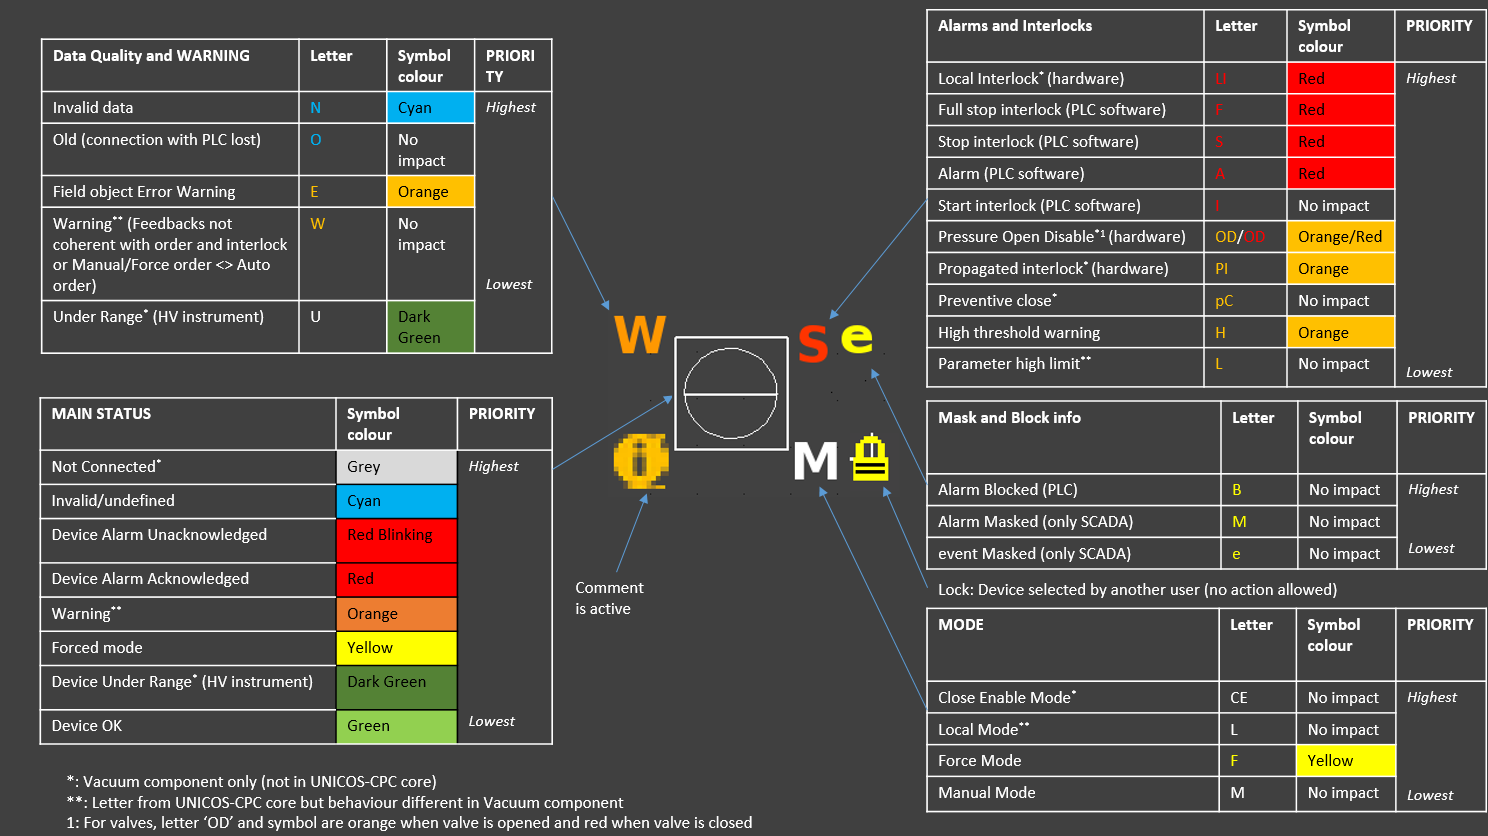 Data Quality and WARNING Letter Symbol colour PRIORI TY
Invalid data N Cyan Highest
Old (connection with PLC lost) O No impact
Field object Error Warning E Orange
Warning** (Feedbacks not coherent with order and interlock or Manual/Force order <> Auto order) W No impact Lowest
Under Range* (HV instrument) U Dark Green
MAIN STATUS Symbol colour PRIORITY
Not Connected* Grey Highest
Invalid/undefined Cyan
Device Alarm Unacknowledged Red Blinking
Device Alarm Acknowledged Red
Warning** Orange
Forced mode Yellow
Device Under Range* (HV instrument) Dark Green
Device OK Green Lowest
*: Vacuum component only (not in UNICOS-CPC core)
**: Letter from UNICOS-CPC core but behaviour different in Vacuum component
1: For valves, letter ‘OD’ and symbol are orange when valve is opened and red when valve is closed
W S e
M
Comment
is active
Alarms and Interlocks Letter Symbol colour PRIORITY
Local Interlock* (hardware) Red Highest
Full stop interlock (PLC software) F Red
Stop interlock (PLC software) S Red
Alarm (PLC software) A Red
Start interlock (PLC software) I No impact
Pressure Open Disable*1 (hardware) OD/OD Orange/Red
Propagated interlock* (hardware) PI Orange
Preventive close* pC No impact
High threshold warning H Orange
Parameter high limit** L No impact Lowest
Mask and Block info Letter Symbol colour PRIORITY
Alarm Blocked (PLC) B No impact Highest
Alarm Masked (only SCADA) M No impact
event Masked (only SCADA) e No impact Lowest
Lock: Device selected by another user (no action allowed)
MODE Letter Symbol colour PRIORITY
Close Enable Mode* CE No impact Highest
Local Mode** L No impact
Force Mode F Yellow
Manual Mode M No impact Lowest